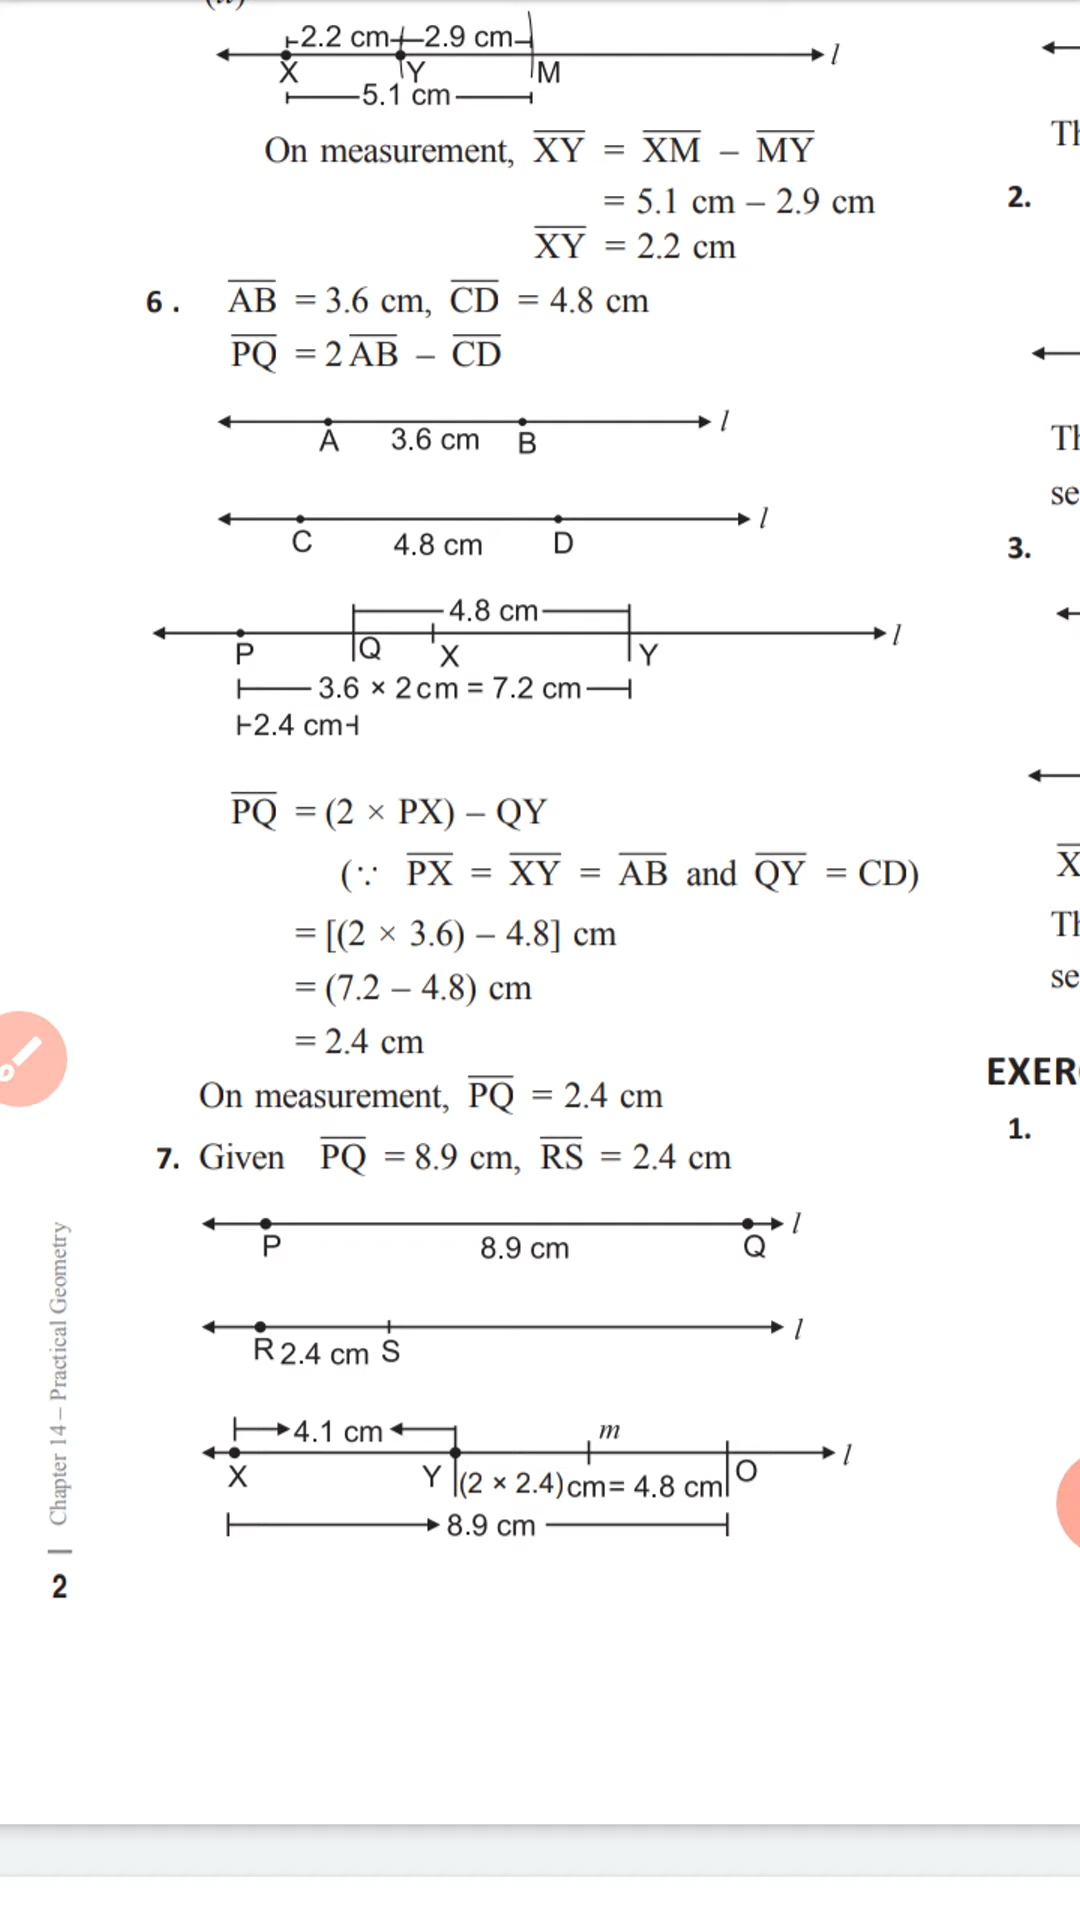 2.2 cm 2.9 cm
l
X Y M
5.1 cm
On measurement, XY = XM – MY
= 5.1 cm – 2.9 cm
XY = 2.2 cm
6 . AB = 3.6 cm, CD = 4.8 cm
PQ = 2 AB – CD
l
A 3.6 cm B
l
C 4.8 cm D
4.8 cm
l
P Q X Y
3.6 × 2cm = 7.2 cm
2.4 cm
PQ = (2 × PX) – QY
(∵ PX = XY = AB and QY = CD)
= [(2 × 3.6) – 4.8] cm
= (7.2 – 4.8) cm
= 2.4 cm
On measurement, PQ = 2.4 cm
7. Given PQ = 8.9 cm, RS = 2.4 cm
l
P 8.9 cm Q
l
R 2.4 cm S
4.1 cm m
l
X Y (2 × 2.4)cm= 4.8 cm O
8.9 cm
Chapter 14 – Practical Geometry
2
2.
3.
se
X
se
1.